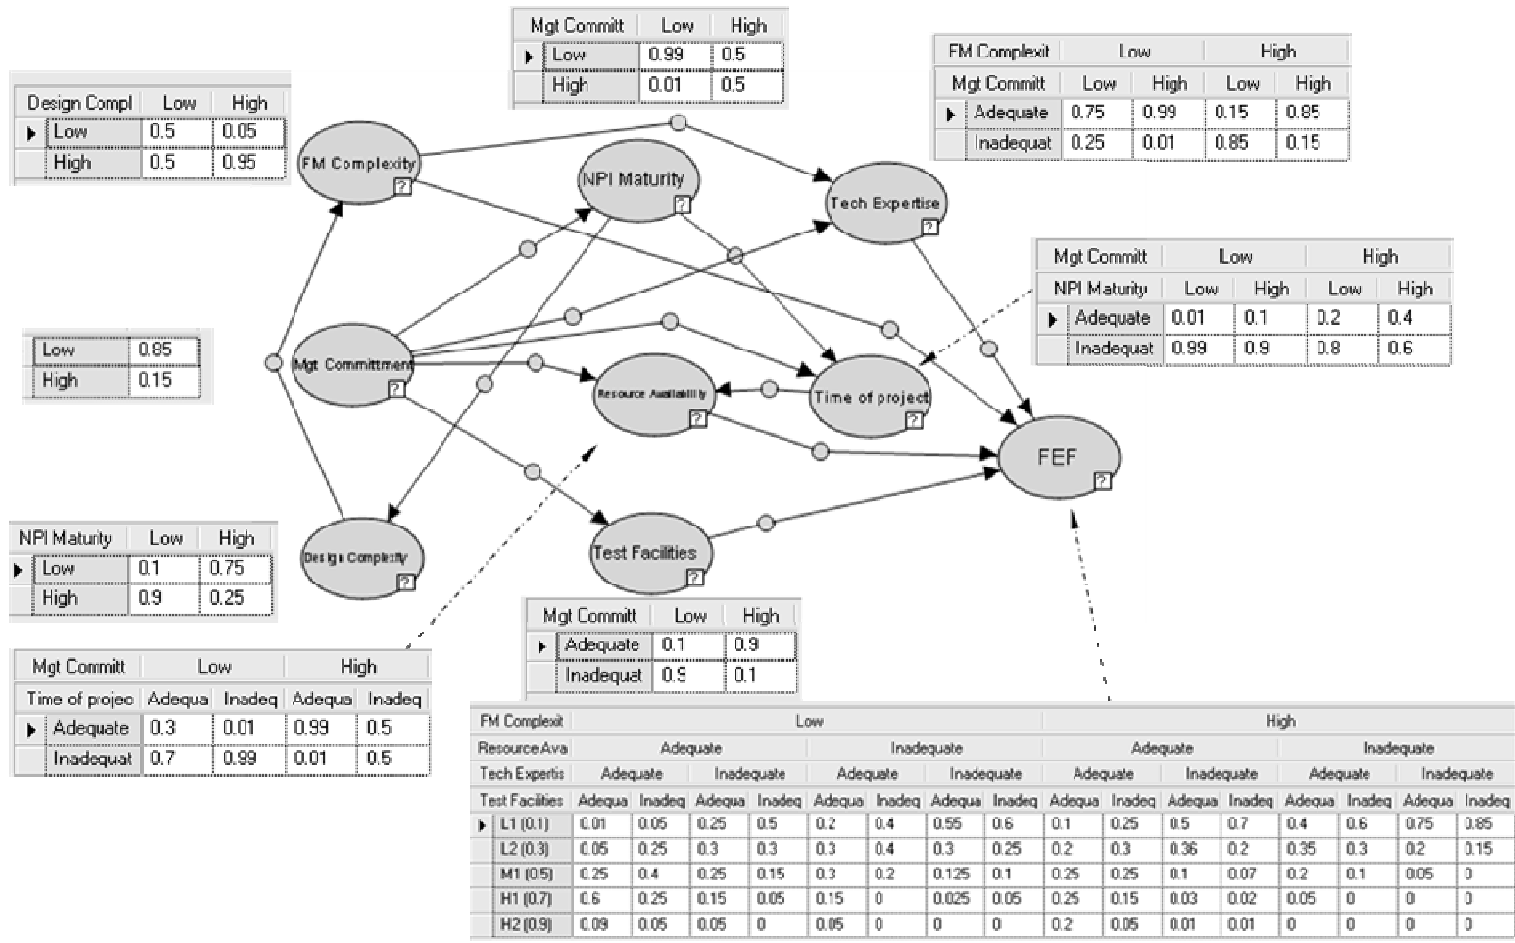 Mgt Committ Low High
Low 0.99 0.5
High 0.01 0.5
FM Complexit Low High
Mgt Committ Low High Low High
Adequate 0.75 0.99 0.15 0.85
Inadequat 0.25 0.01 0.85 0.15
Design Compl Low High
Low 0.5 0.05
High 0.5 0.95
FM Complexity
?
NPI Maturity
?
Tech Expertise
?
Mgt Committ Low High
NPI Maturity Low High Low High
Adequate 0.01 0.1 0.2 0.4
Inadequat 0.99 0.9 0.8 0.6
Low 0.85
High 0.15
Mgt Committment
?
Resource Availability
?
Time of project
?
FEF
?
NPI Maturity Low High
Low 0.1 0.75
High 0.9 0.25
Design Complexity
?
Test Facilities
?
Mgt Committ Low High
Adequate 0.1 0.9
Inadequat 0.9 0.1
Mgt Committ Low High
Time of projec Adequa Inadeq Adequa Inadeq
Adequate 0.3 0.01 0.99 0.5
Inadequat 0.7 0.99 0.01 0.5
FM Complexit Low High
ResourceAva Adequate Inadequate Adequate Inadequate
Tech Expertis Adequate Inadequate Adequate Inadequate Adequate Inadequate Adequate Inadequate
Test Facilities Adequa Inadeq Adequa Inadeq Adequa Inadeq Adequa Inadeq Adequa Inadeq Adequa Inadeq Adequa Inadeq Adequa Inadeq
L1 (0.1) 0.01 0.05 0.25 0.5 0.2 0.4 0.55 0.6 0.1 0.25 0.5 0.7 0.4 0.6 0.75 0.85
L2 (0.3) 0.05 0.25 0.3 0.3 0.3 0.4 0.3 0.25 0.2 0.3 0.36 0.2 0.35 0.3 0.2 0.15
M1 (0.5) 0.25 0.4 0.25 0.15 0.3 0.2 0.125 0.1 0.25 0.25 0.1 0.07 0.2 0.1 0.05 0
H1 (0.7) 0.6 0.25 0.15 0.05 0.15 0 0.025 0.05 0.25 0.15 0.03 0.02 0.05 0 0 0
H2 (0.9) 0.09 0.05 0.05 0 0.05 0 0 0 0.2 0.05 0.01 0.01 0 0 0 0